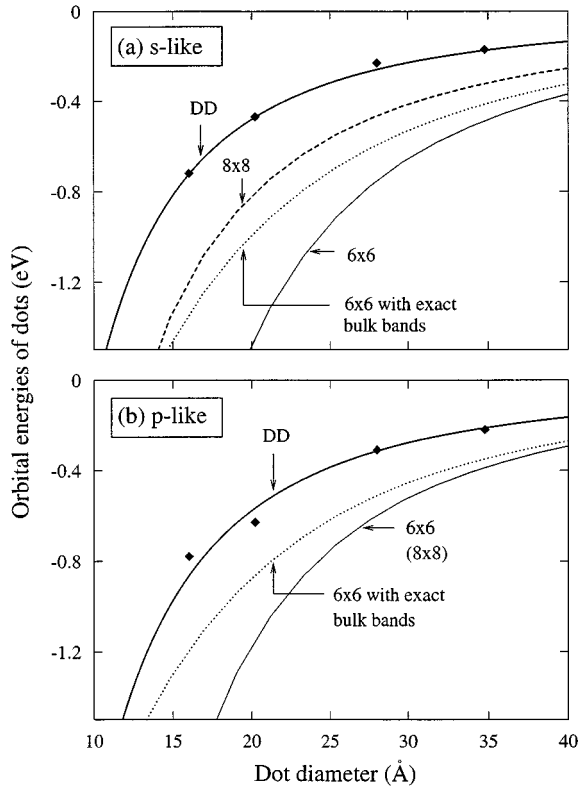 0
(a) s-like
DD
-0.4
8x8
-0.8
6x6
-1.2
6x6 with exact
bulk bands
Orbital energies of dots (eV)
0
(b) p-like
DD
-0.4
6x6
(8x8)
-0.8
6x6 with exact
bulk bands
-1.2
10 15 20 25 30 35 40
Dot diameter (Å)